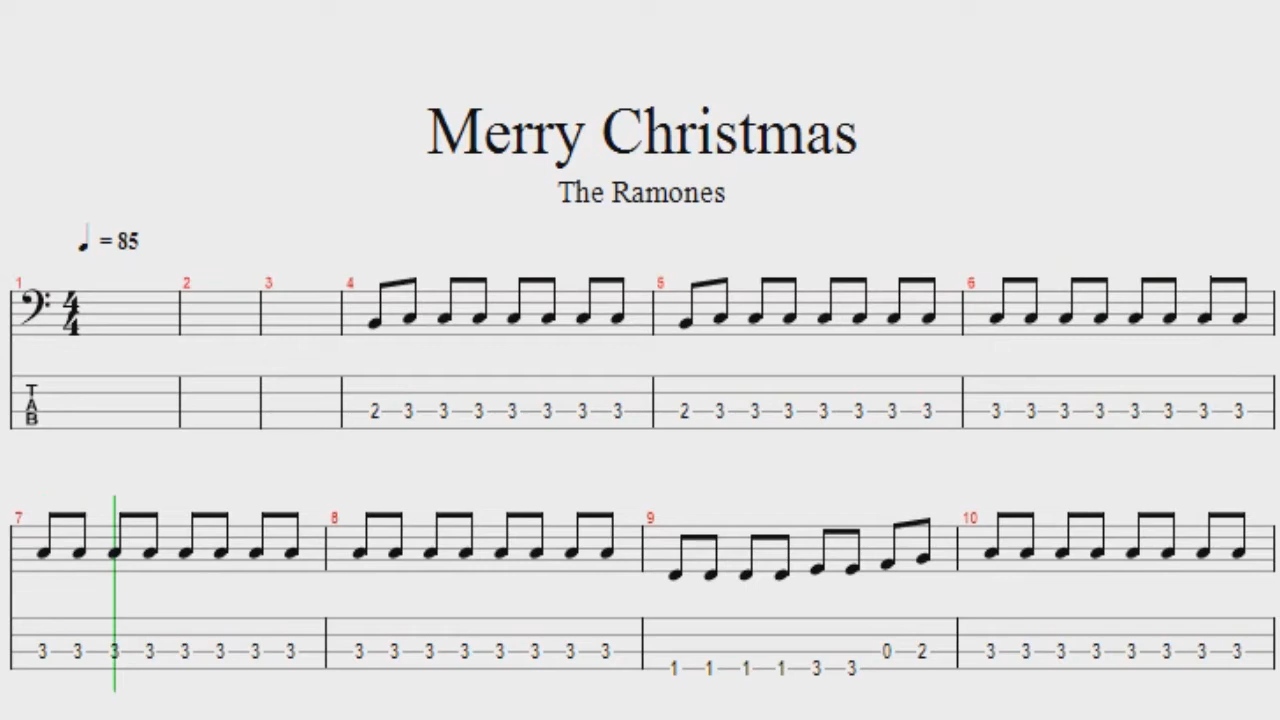 Merry Christmas
The Ramones
♩ = 85
1 2 3 4 5 6
4
4
T
A
B
2 3 3 3 3 3 3 3 2 3 3 3 3 3 3 3 3 3 3 3 3 3 3 3
7 8 9 10
3 3 3 3 3 3 3 3 3 3 3 3 3 3 3 3 0 2 3 3 3 3 3 3 3 3
1 1 1 1 3 3